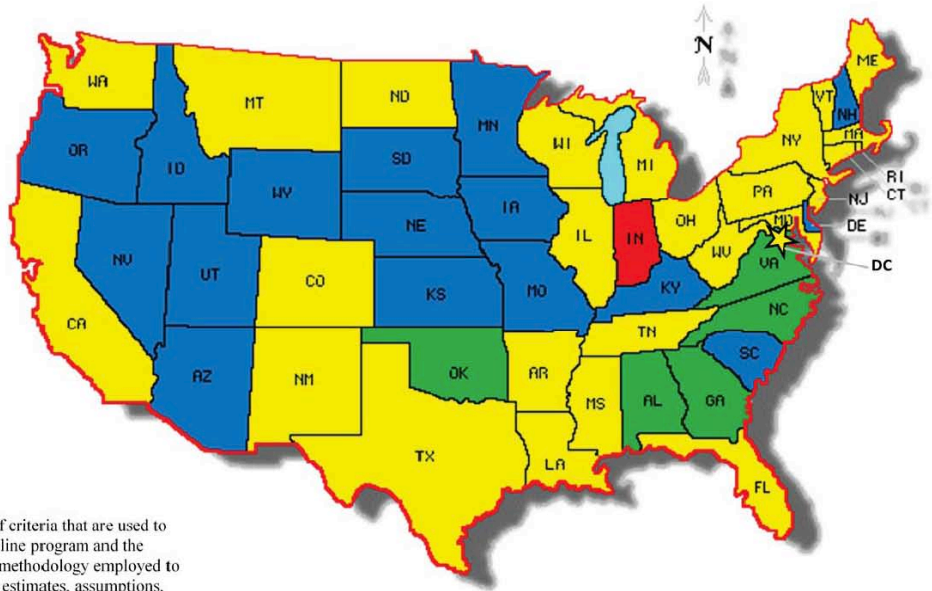 N
WA
MT
ND
MN
ME
VT
NH
OR
ID
WY
SD
WI
MI
NY
MA
RI
CT
NV
UT
CO
NE
IA
IL
IN
OH
PA
NJ
MD
DE
DC
CA
AZ
NM
KS
MO
KY
WV
VA
OK
AR
TN
NC
SC
TX
LA
MS
AL
GA
FL
f criteria that are used to
line program and the
methodology employed to
estimates, assumptions,